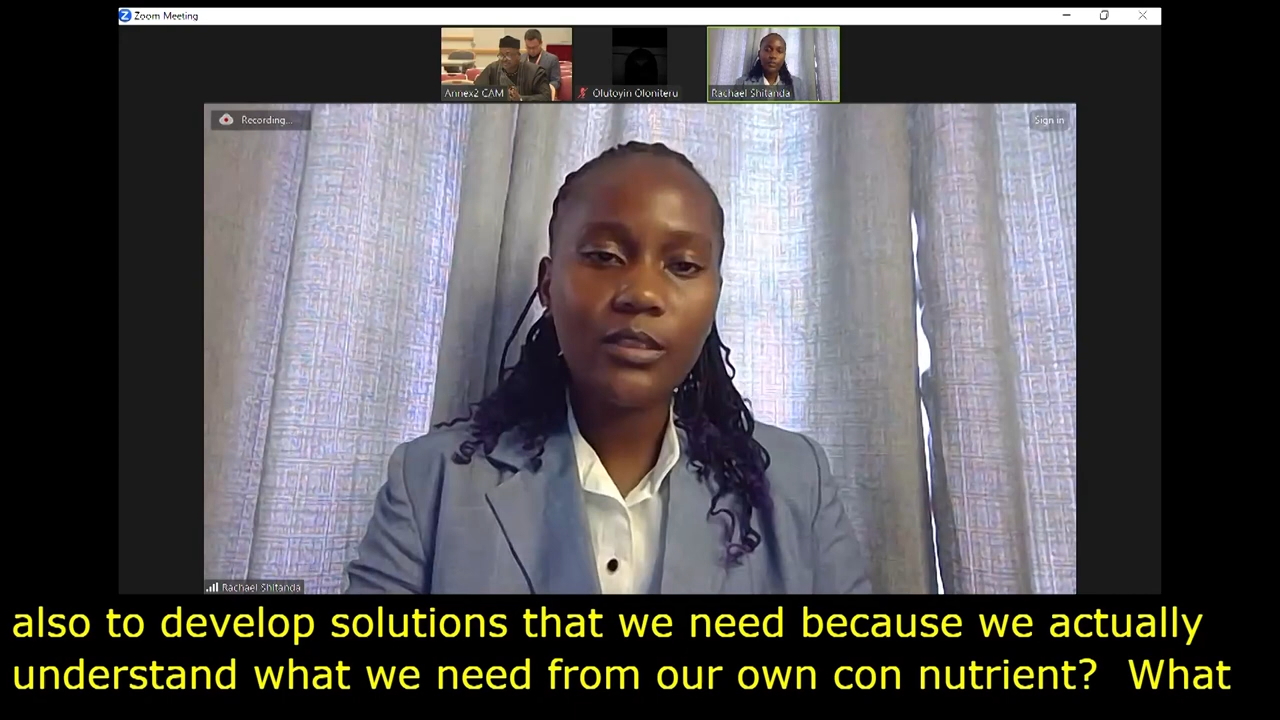 Zoom Meeting
Annex2 CAM
Olutoyin Oloniteru
Rachael Shitanda
Recording...
Sign in
Rachael Shitanda
also to develop solutions that we need because we actually
understand what we need from our own con nutrient?  What